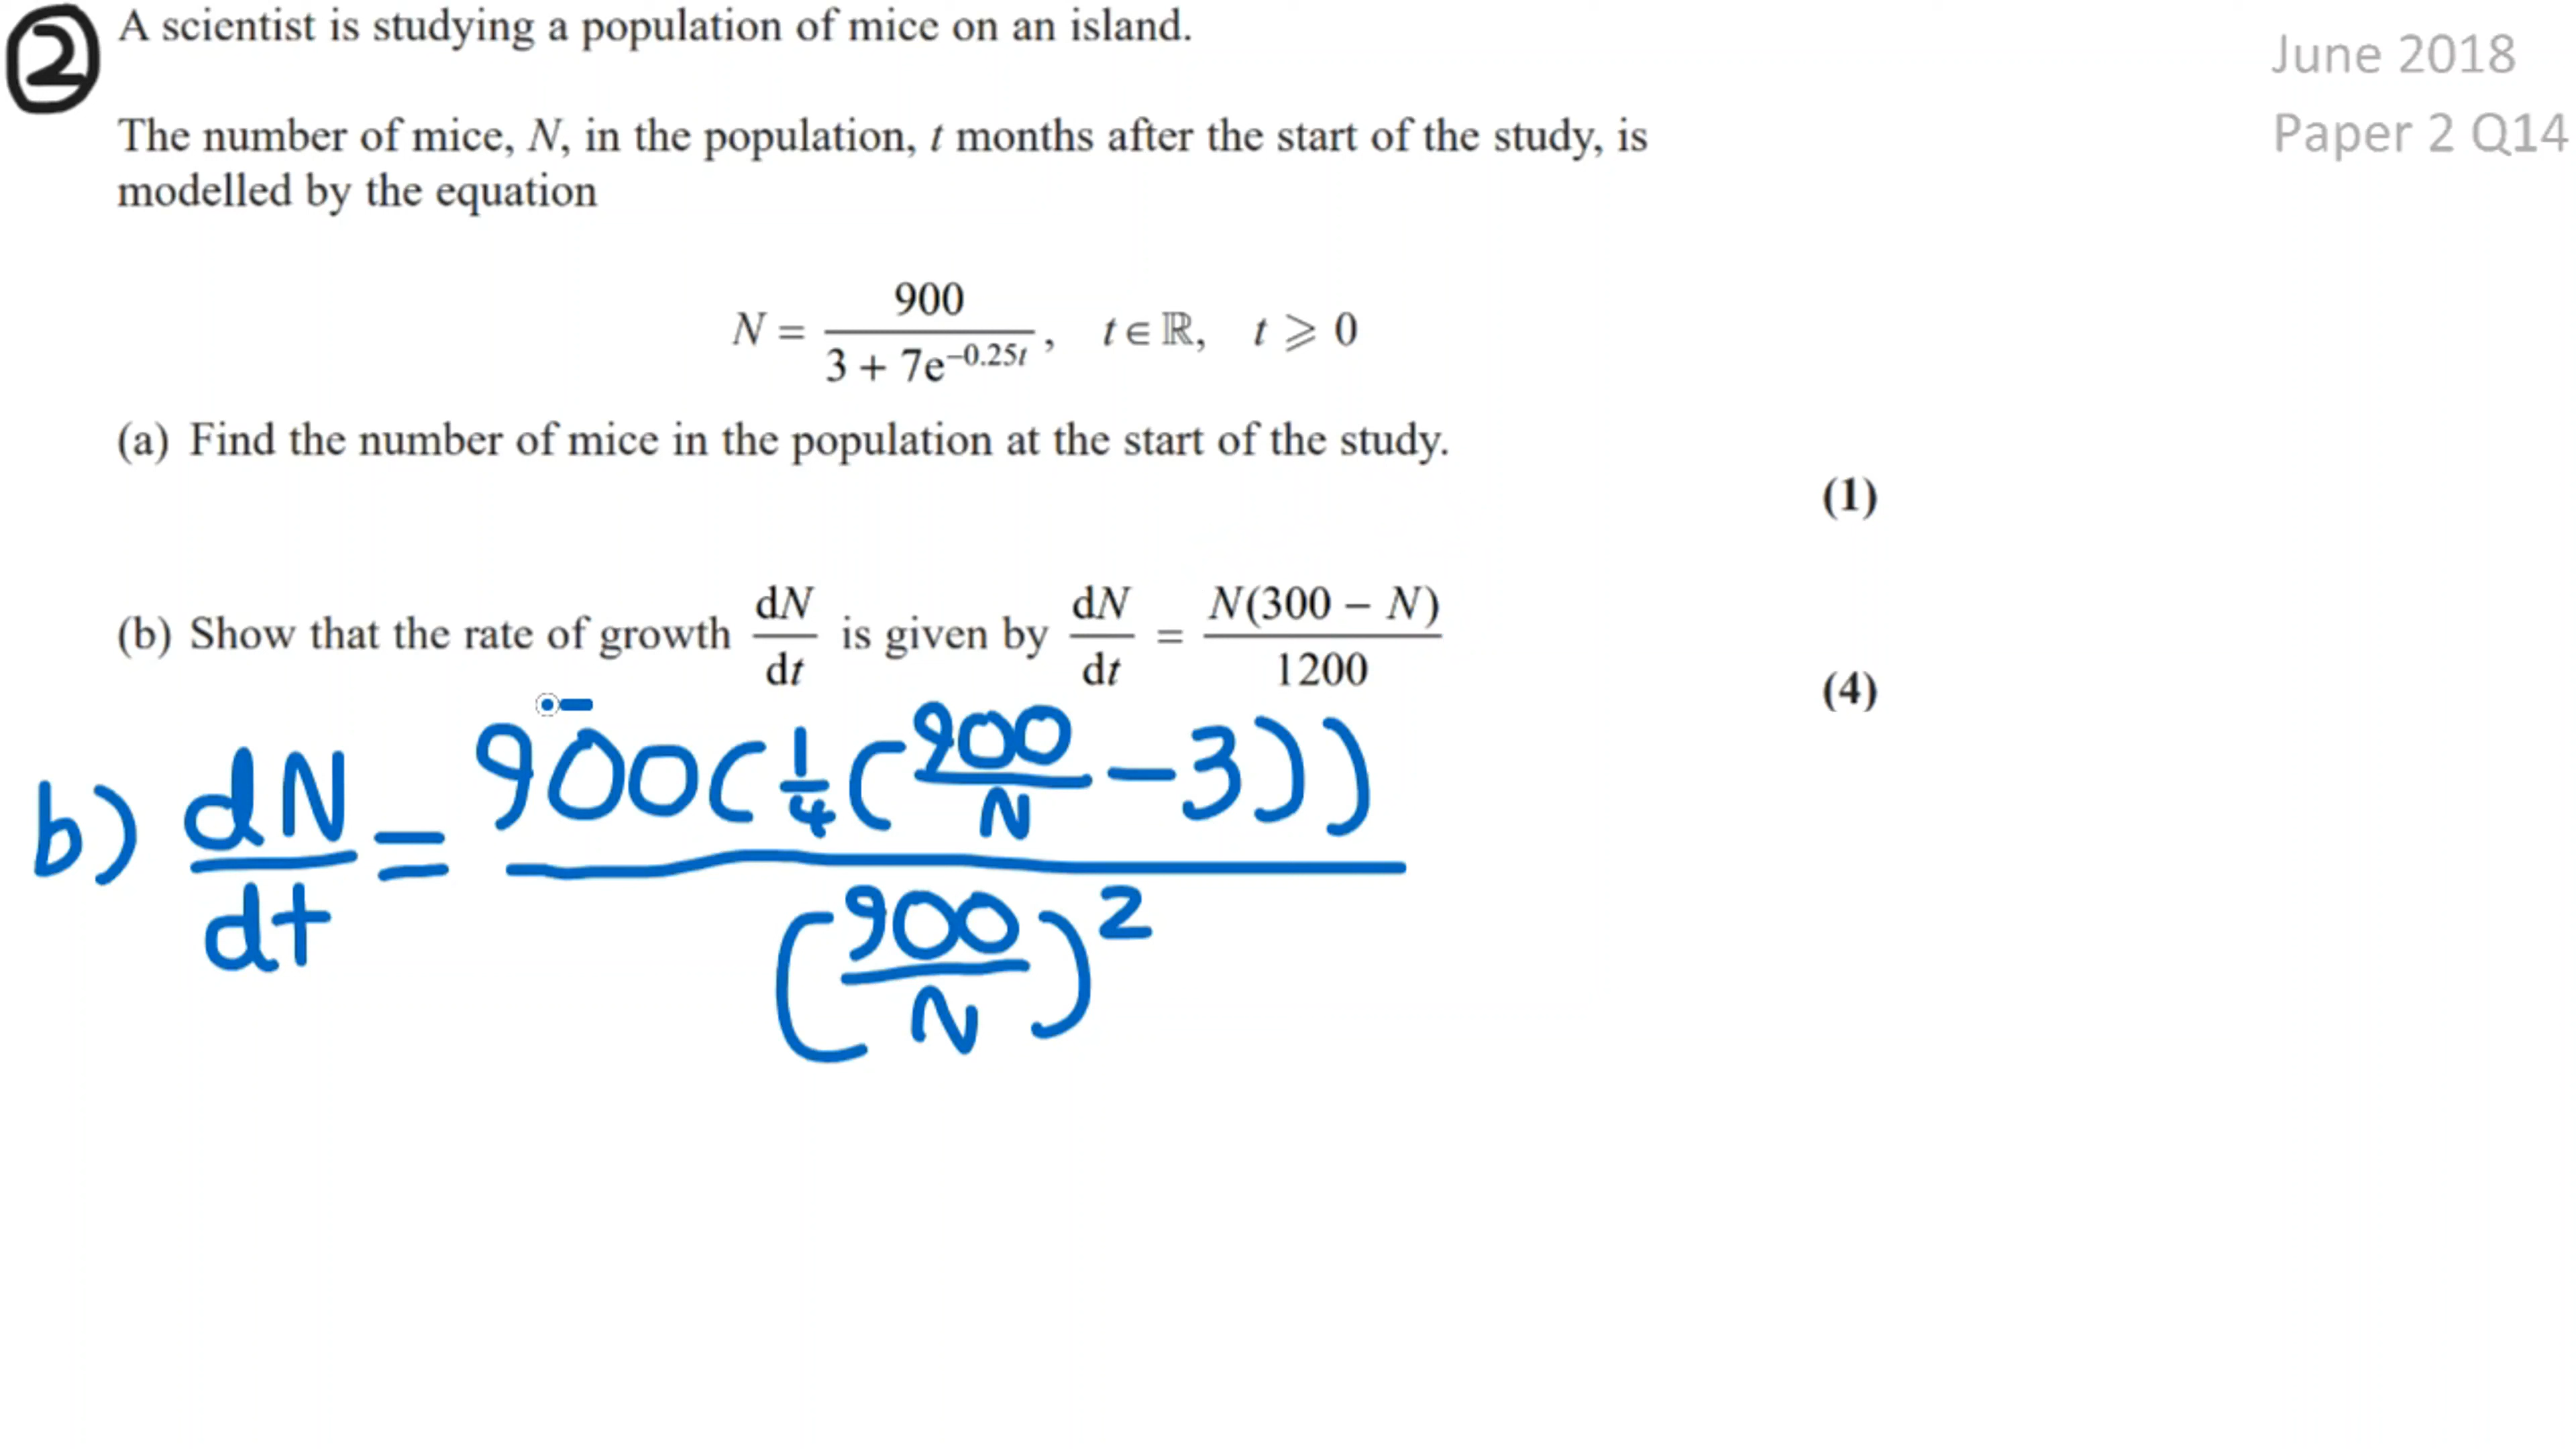 ② A scientist is studying a population of mice on an island.
June 2018
Paper 2 Q14
The number of mice, N, in the population, t months after the start of the study, is
modelled by the equation
N = 900 / (3 + 7e^(−0.25t)), t ∈ ℝ, t ⩾ 0
(a) Find the number of mice in the population at the start of the study.
(1)
(b) Show that the rate of growth dN/dt is given by dN/dt = N(300 − N)/1200
(4)
b) dN/dt = 900(1/4(900/N − 3)) / (900/N)²